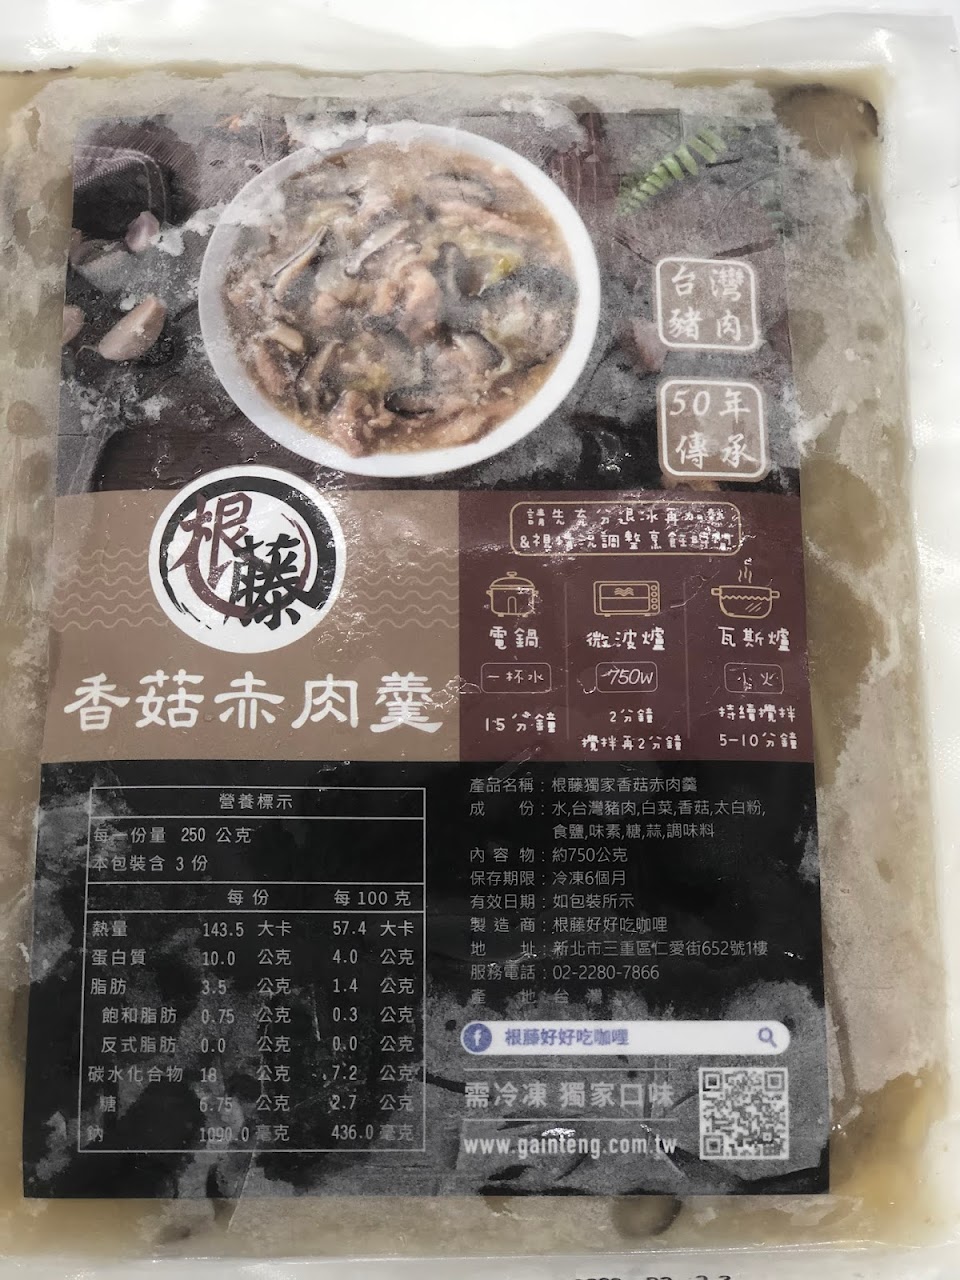 台灣
豬肉
50年
傳承
根藤
香菇赤肉羹
請先充分退冰再加熱
&視情況調整烹飪時間
電鍋
一杯水
15分鐘
微波爐
750W
2分鐘
攪拌再2分鐘
瓦斯爐
小火
持續攪拌
5-10分鐘
營養標示
每一份量 250 公克
本包裝含 3 份
每份 每100克
熱量 143.5 大卡 57.4 大卡
蛋白質 10.0 公克 4.0 公克
脂肪 3.5 公克 1.4 公克
飽和脂肪 0.75 公克 0.3 公克
反式脂肪 0.0 公克 0.0 公克
碳水化合物 18 公克 7.2 公克
糖 6.75 公克 2.7 公克
鈉 1090.0 毫克 436.0 毫克
產品名稱：根藤獨家香菇赤肉羹
成份：水,台灣豬肉,白菜,香菇,太白粉,
食鹽,味素,糖,蒜,調味料
內容物：約750公克
保存期限：冷凍6個月
有效日期：如包裝所示
製造商：根藤好好吃咖哩
地址：新北市三重區仁愛街652號1樓
服務電話：02-2280-7866
產地：台灣
f 根藤好好吃咖哩
需冷凍 獨家口味
www.gainteng.com.tw